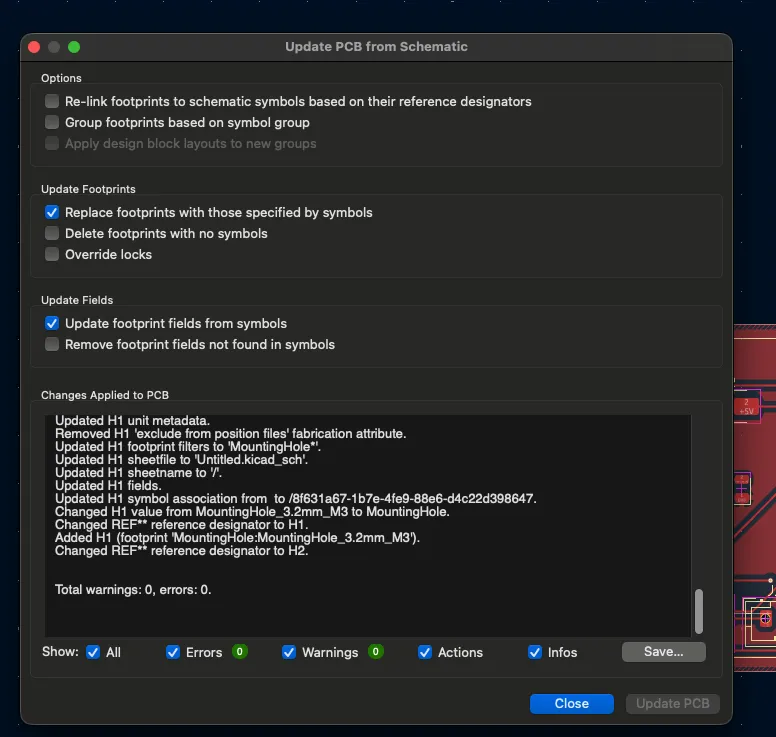 Update PCB from Schematic
Options
Re-link footprints to schematic symbols based on their reference designators
Group footprints based on symbol group
Apply design block layouts to new groups
Update Footprints
Replace footprints with those specified by symbols
Delete footprints with no symbols
Override locks
Update Fields
Update footprint fields from symbols
Remove footprint fields not found in symbols
Changes Applied to PCB
Updated H1 unit metadata.
Removed H1 'exclude from position files' fabrication attribute.
Updated H1 footprint filters to 'MountingHole*'.
Updated H1 sheetfile to 'Untitled.kicad_sch'.
Updated H1 sheetname to '/'.
Updated H1 fields.
Updated H1 symbol association from  to /8f631a67-1b7e-4fe9-88e6-d4c22d398647.
Changed H1 value from MountingHole_3.2mm_M3 to MountingHole.
Changed REF** reference designator to H1.
Added H1 (footprint 'MountingHole:MountingHole_3.2mm_M3').
Changed REF** reference designator to H2.
Total warnings: 0, errors: 0.
Show: All Errors 0 Warnings 0 Actions Infos Save...
Close Update PCB
2
+5V